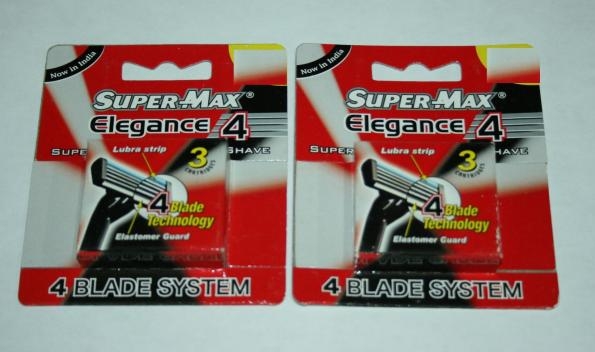 Now in India
SUPER-MAX®
Elegance 4
SUPER SHAVE
Lubra strip
3
CARTRIDGES
4 Blade
Technology
Elastomer Guard
4 BLADE SYSTEM
Now in India
SUPER-MAX®
Elegance 4
SUPER SHAVE
Lubra strip
3
CARTRIDGES
4 Blade
Technology
Elastomer Guard
4 BLADE SYSTEM